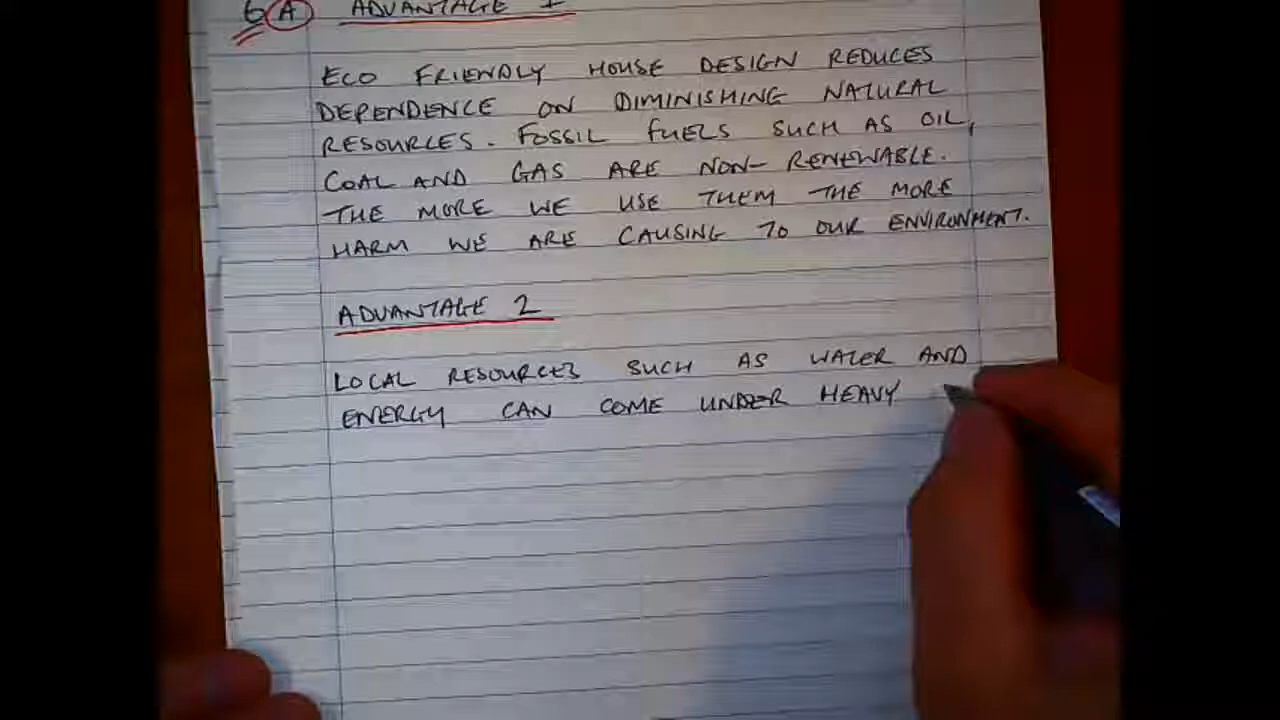 6 A ADVANTAGE 1
ECO FRIENDLY HOUSE DESIGN REDUCES
DEPENDENCE ON DIMINISHING NATURAL
RESOURCES. FOSSIL FUELS SUCH AS OIL,
COAL AND GAS ARE NON-RENEWABLE.
THE MORE WE USE THEM THE MORE
HARM WE ARE CAUSING TO OUR ENVIRONMENT.
ADVANTAGE 2
LOCAL RESOURCES SUCH AS WATER AND
ENERGY CAN COME UNDER HEAVY